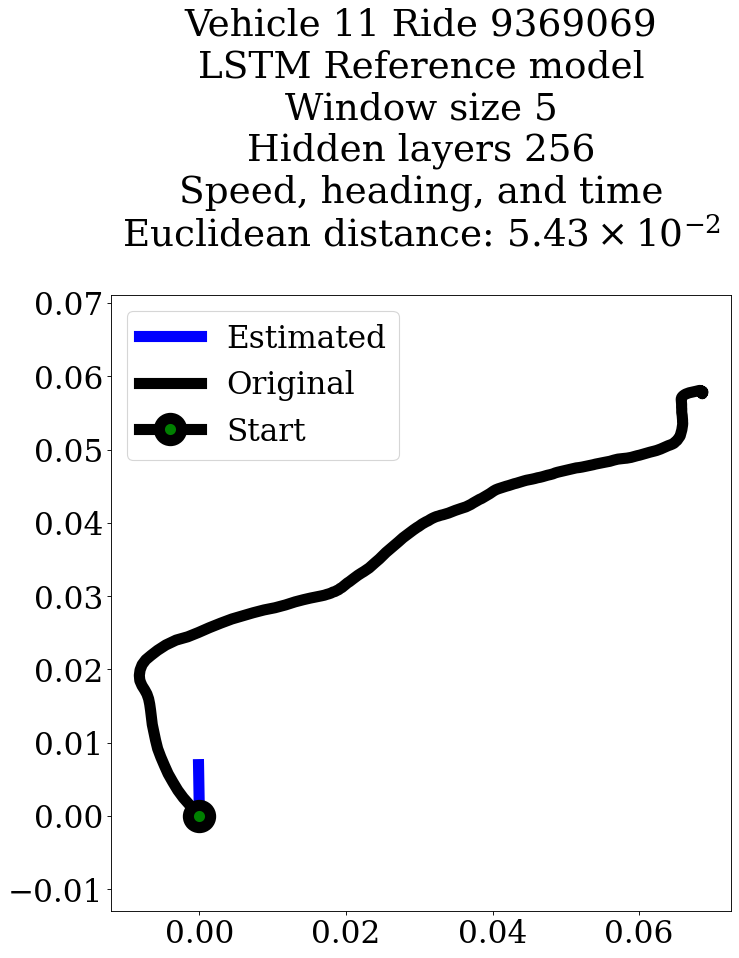 Vehicle 11 Ride 9369069
LSTM Reference model
Window size 5
Hidden layers 256
Speed, heading, and time
Euclidean distance: 5.43 × 10⁻²
0.07
Estimated
0.06
Original
Start
0.05
0.04
0.03
0.02
0.01
0.00
−0.01
0.00 0.02 0.04 0.06